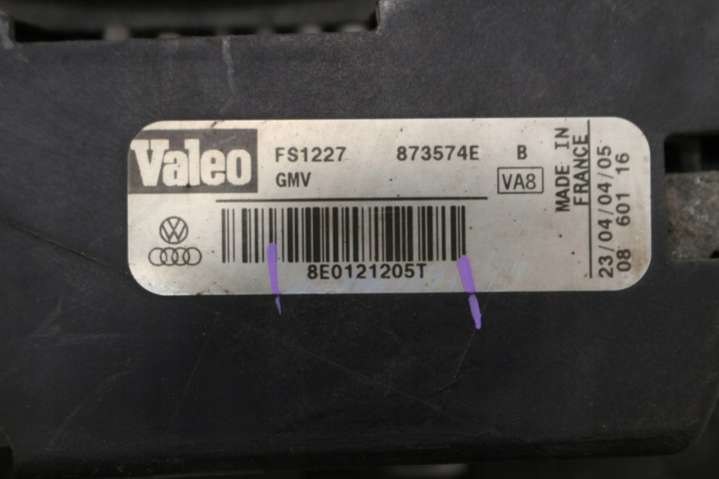 Valeo FS1227 873574E B
GMV VA8
8E0121205T
MADE IN
FRANCE
23/04/04/05
08 601 16